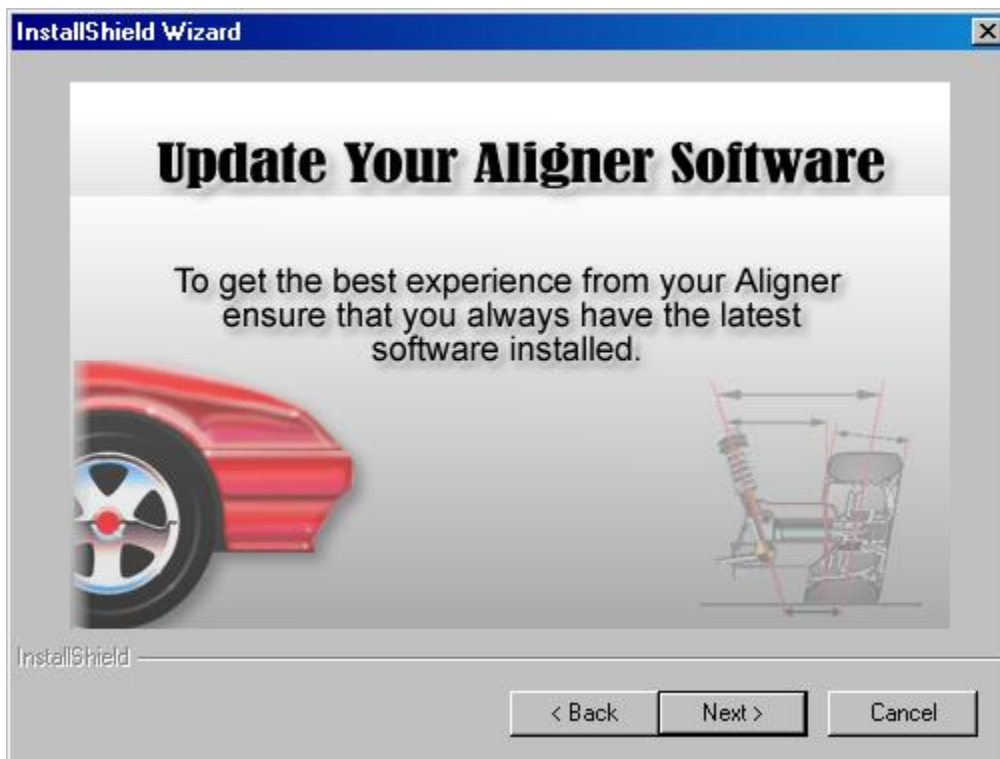 InstallShield Wizard
Update Your Aligner Software
To get the best experience from your Aligner
ensure that you always have the latest
software installed.
InstallShield
< Back
Next >
Cancel